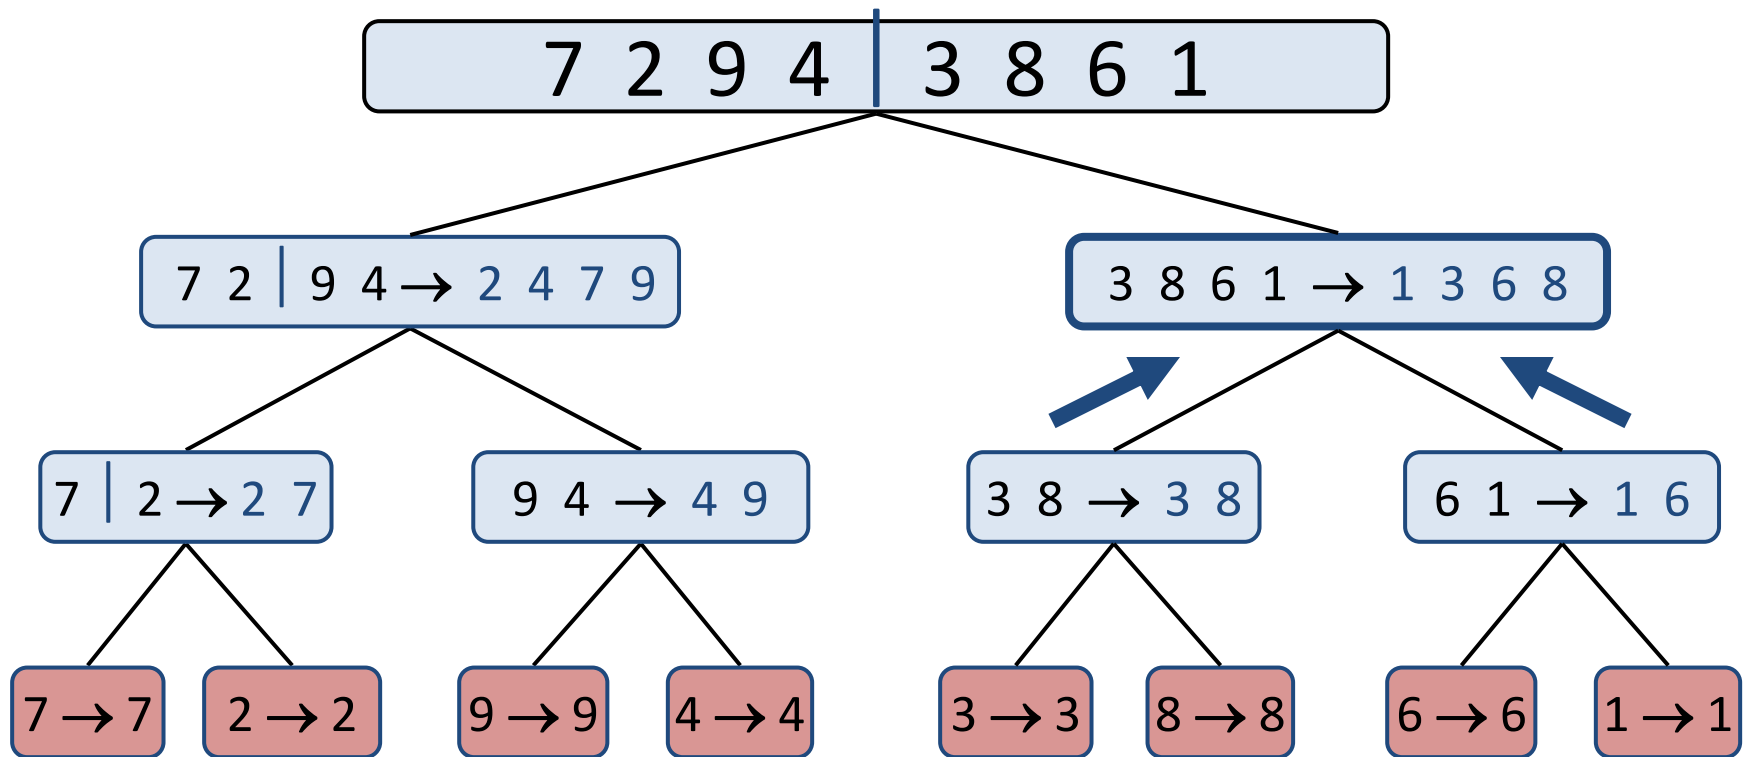 7 2 9 4 | 3 8 6 1
7 2 | 9 4 → 2 4 7 9
3 8 6 1 → 1 3 6 8
7 | 2 → 2 7
9 4 → 4 9
3 8 → 3 8
6 1 → 1 6
7 → 7
2 → 2
9 → 9
4 → 4
3 → 3
8 → 8
6 → 6
1 → 1